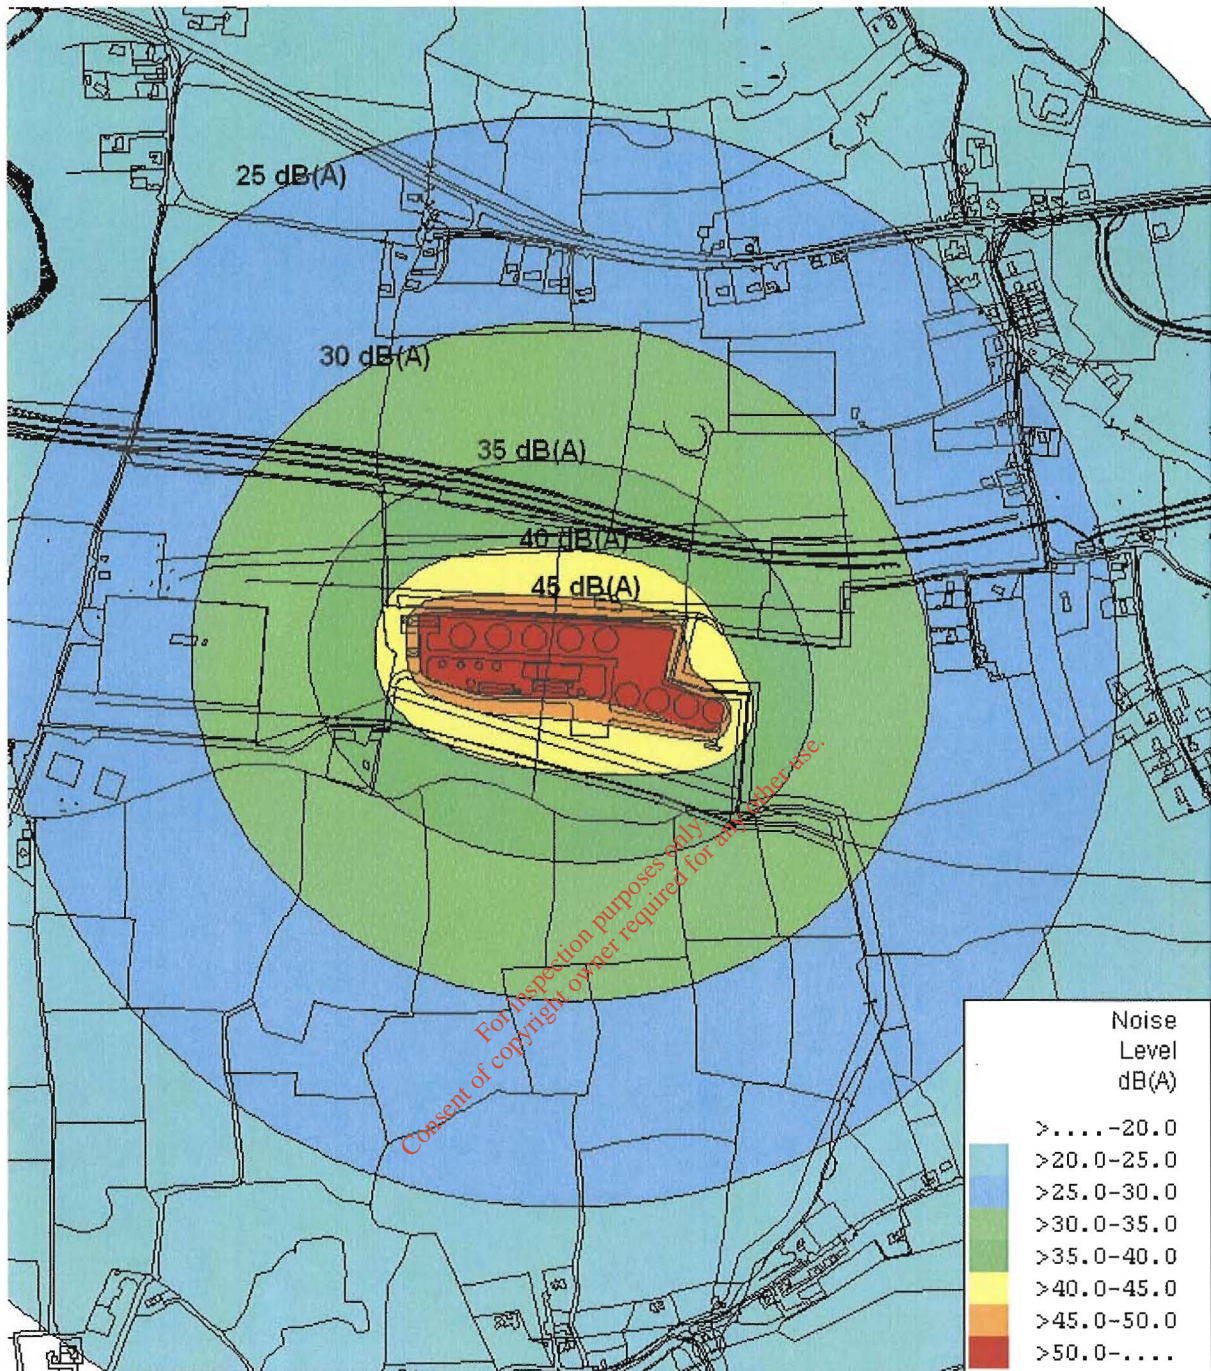 25 dB(A)
30 dB(A)
35 dB(A)
40 dB(A)
45 dB(A)
For inspection purposes only
Consent of copyright owner required for any other use.
Noise
Level
dB(A)
>....-20.0
>20.0-25.0
>25.0-30.0
>30.0-35.0
>35.0-40.0
>40.0-45.0
>45.0-50.0
>50.0-....